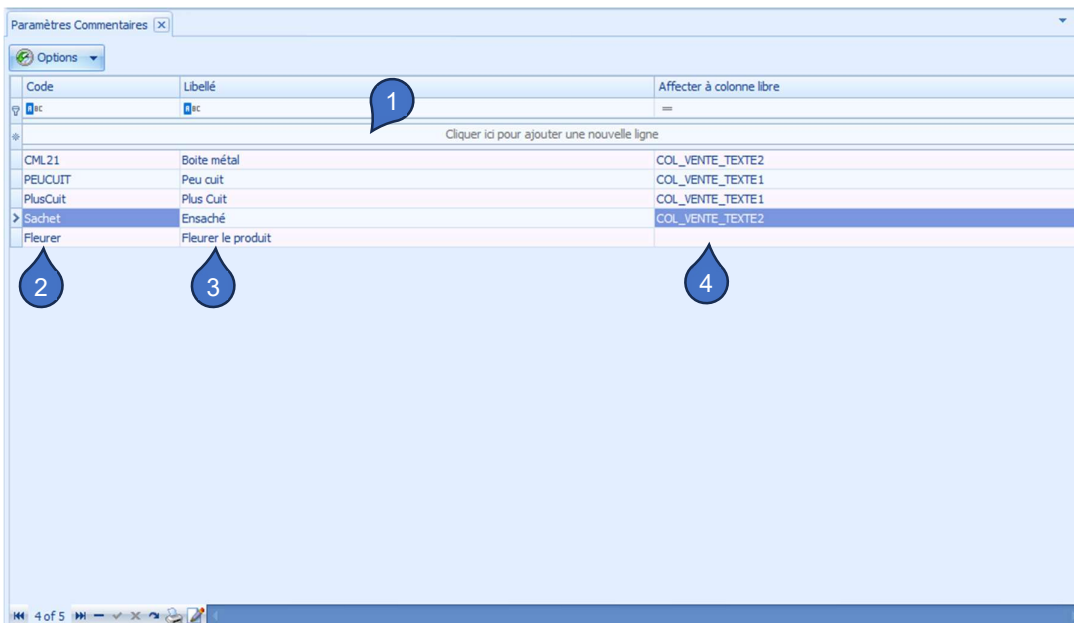 Paramètres Commentaires
Options
Code Libellé Affecter à colonne libre
ABC ABC =
1
Cliquer ici pour ajouter une nouvelle ligne
CML21 Boite métal COL_VENTE_TEXTE2
PEUCUIT Peu cuit COL_VENTE_TEXTE1
PlusCuit Plus Cuit COL_VENTE_TEXTE1
Sachet Ensaché COL_VENTE_TEXTE2
Fleurer Fleurer le produit
2 3 4
4 of 5